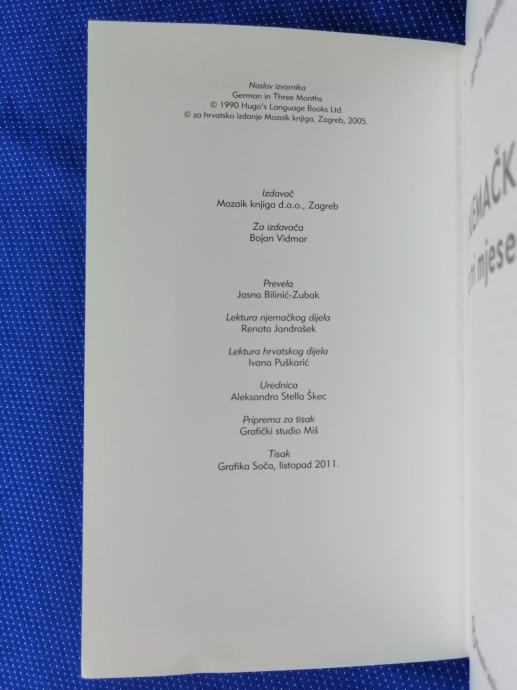 Naslov izvornika
German in Three Months
© 1990 Hugo's Language Books Ltd.
© za hrvatsko izdanje Mozaik knjiga, Zagreb, 2005.
Izdavač
Mozaik knjiga d.o.o., Zagreb
Za izdavača
Bojan Vidmar
Prevela
Jasna Bilinić-Zubak
Lektura njemačkog dijela
Renata Jandrašek
Lektura hrvatskog dijela
Ivana Puškarić
Urednica
Aleksandra Stella Škec
Priprema za tisak
Grafički studio Miš
Tisak
Grafika Soča, listopad 2011.